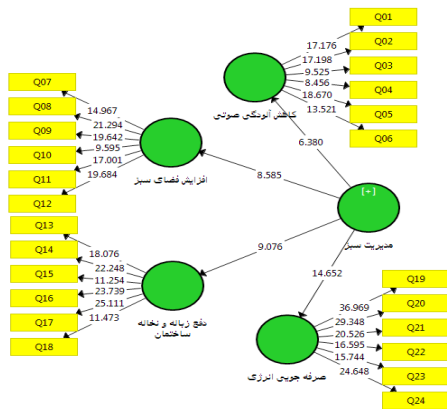 Q01
17.176
Q02
17.198
Q03
9.525
Q04
8.456
Q05
18.670
Q06
13.521
کاهش آلودگی صوتی
6.380
Q07
14.967
Q08
21.294
Q09
19.642
Q10
9.595
Q11
17.001
Q12
19.684
افزایش فضای سبز
8.585
[+]
مدیریت سبز
Q13
18.076
Q14
22.248
Q15
11.254
Q16
23.739
Q17
25.111
Q18
11.473
دفع زباله و نخاله
ساختمان
9.076
14.652
Q19
36.969
Q20
29.348
Q21
20.526
Q22
16.595
Q23
15.744
Q24
24.648
صرفه جویی انرژی